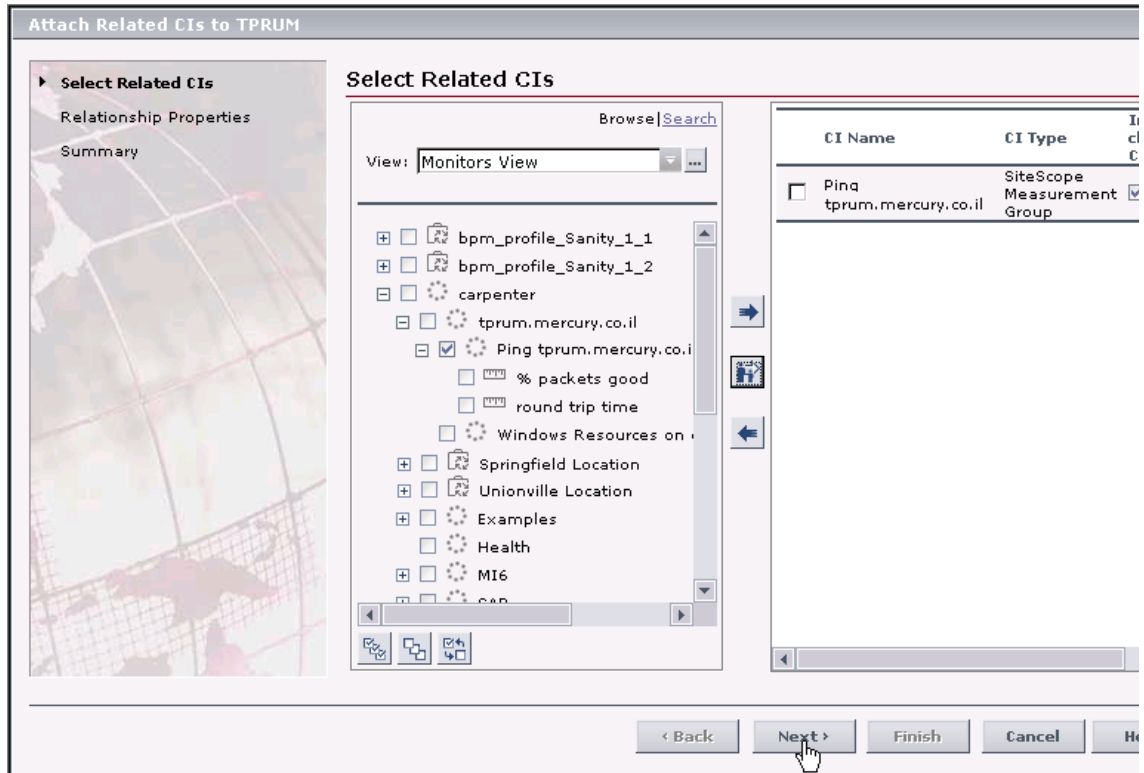 Attach Related CIs to TPRUM
Select Related CIs
Relationship Properties
Summary
Select Related CIs
Browse|Search
View: Monitors View
...
bpm_profile_Sanity_1_1
bpm_profile_Sanity_1_2
carpenter
tprum.mercury.co.il
Ping tprum.mercury.co.i
% packets good
round trip time
Windows Resources on
Springfield Location
Unionville Location
Examples
Health
MI6
CI Name
CI Type
Ping
tprum.mercury.co.il
SiteScope
Measurement
Group
‹ Back
Next ›
Finish
Cancel